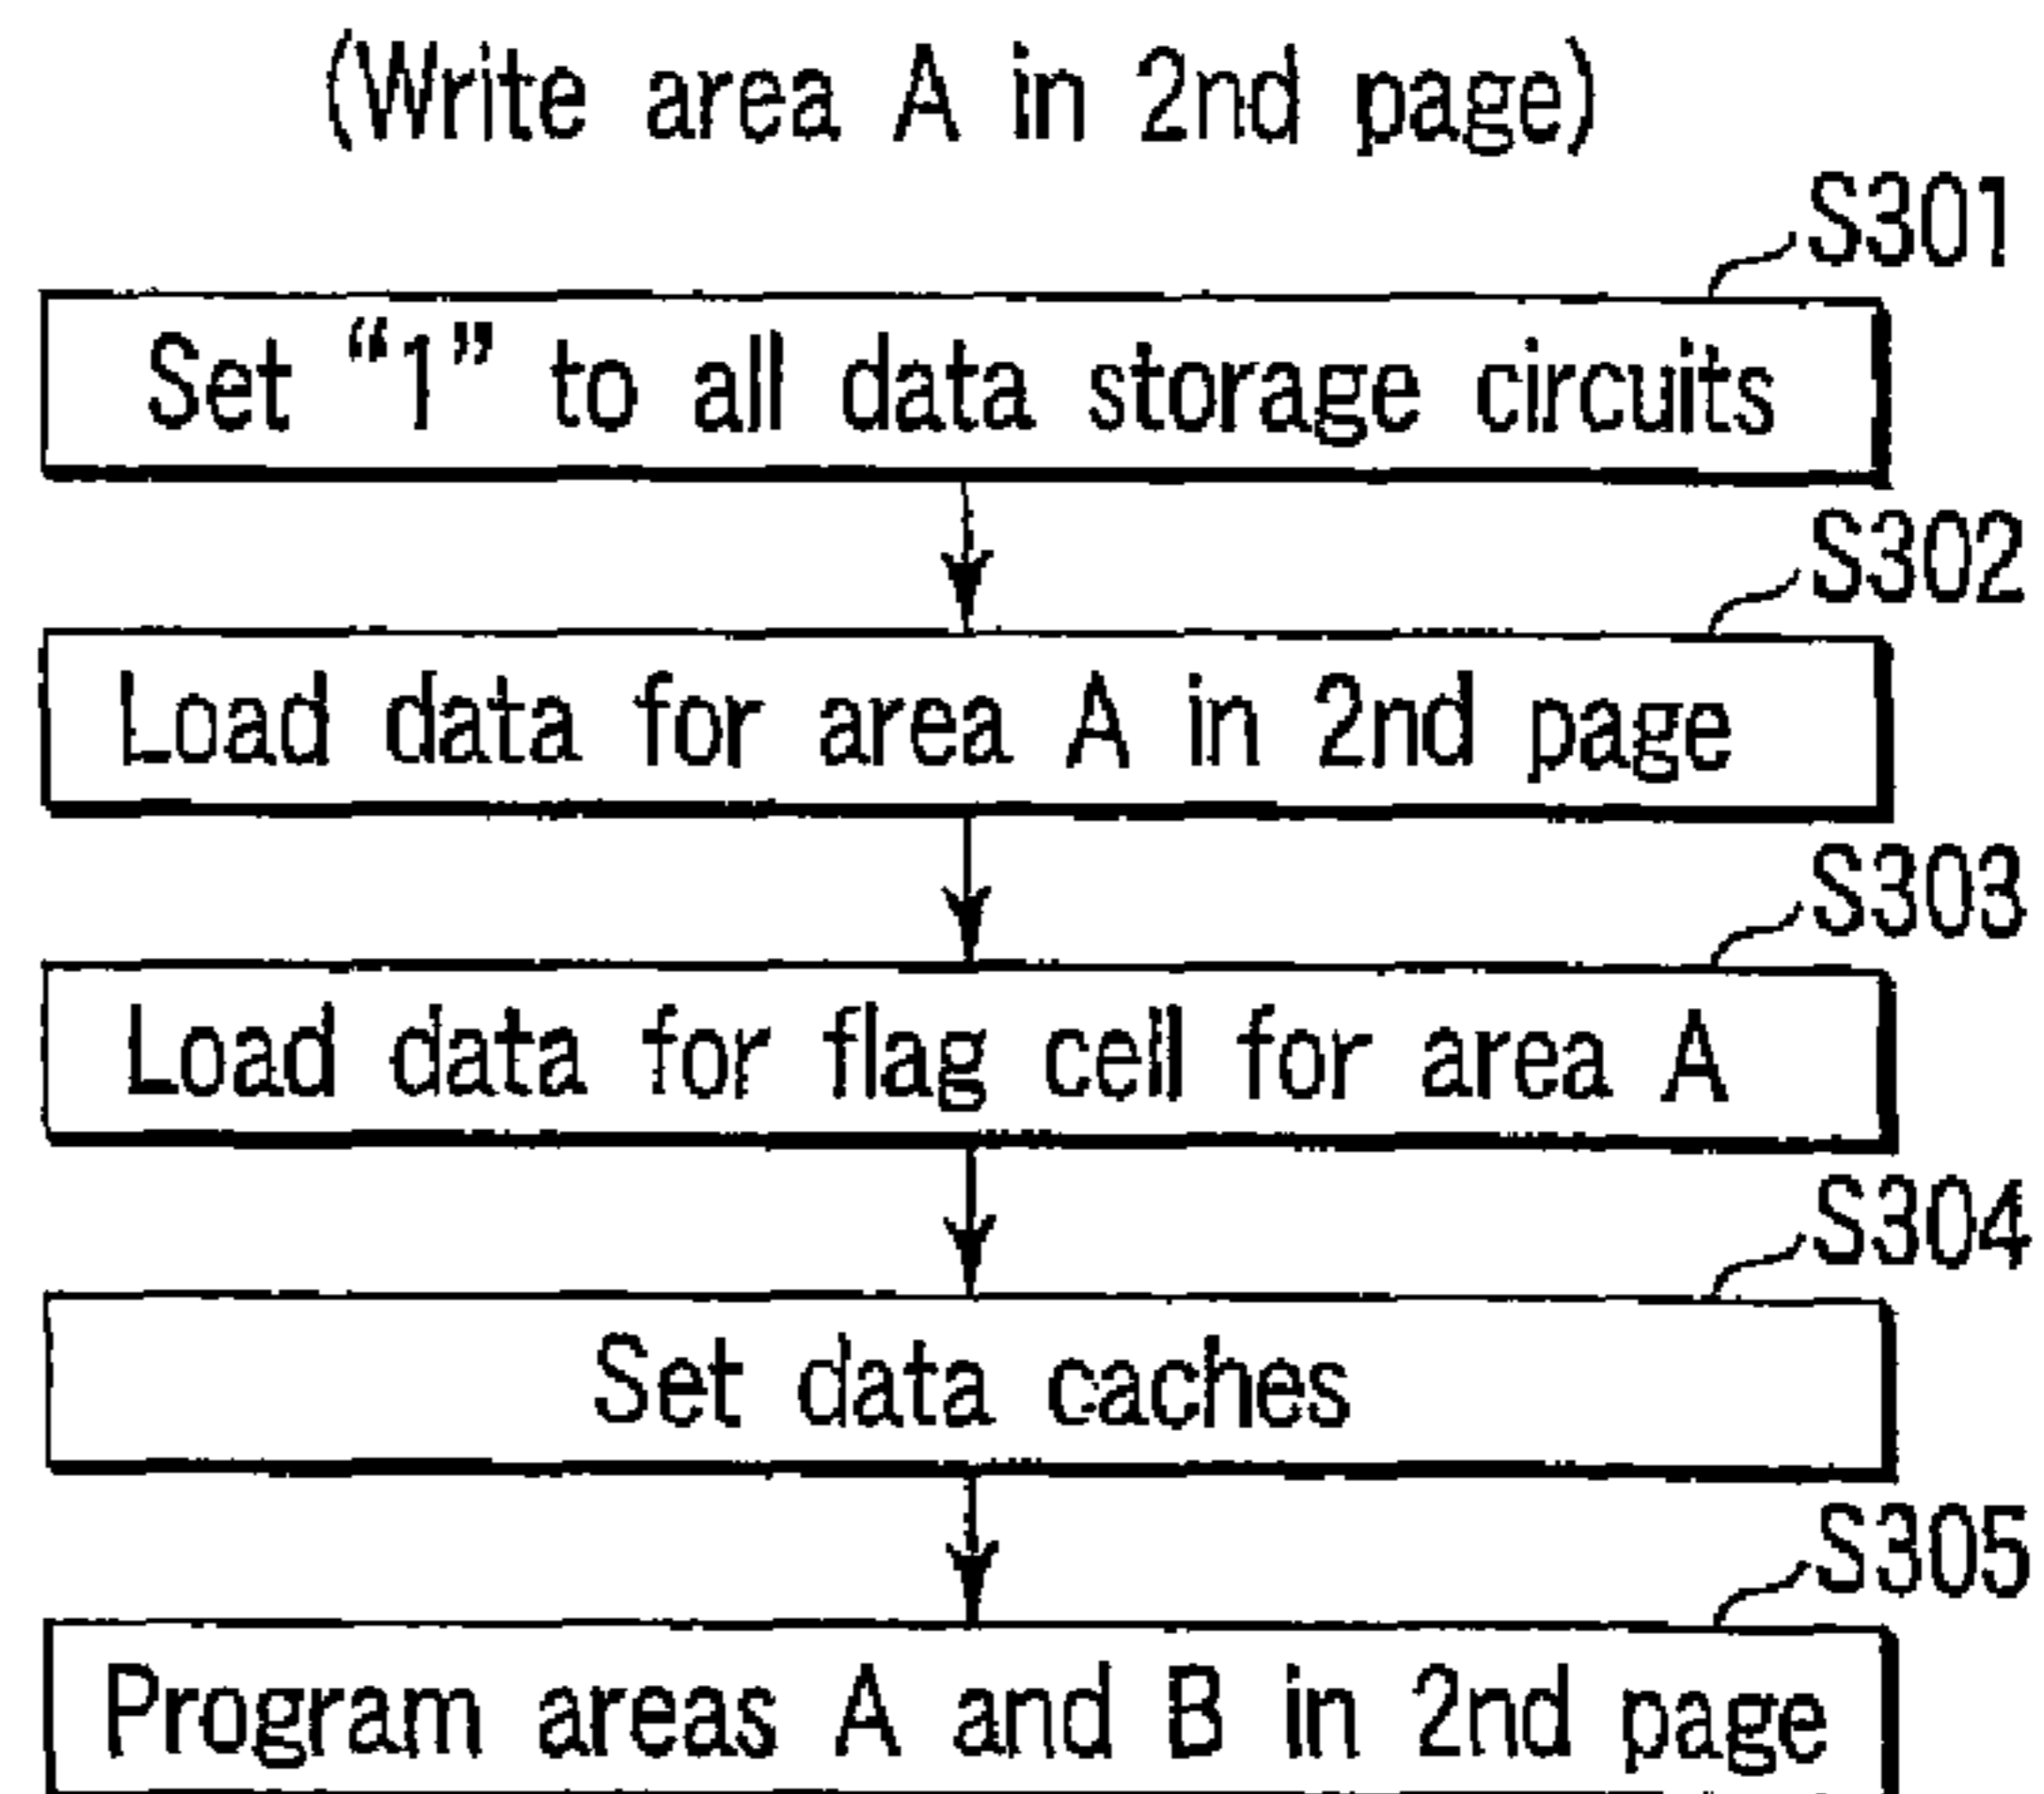 (Write area A in 2nd page)
S301
Set “1” to all data storage circuits
S302
Load data for area A in 2nd page
S303
Load data for flag cell for area A
S304
Set data caches
S305
Program areas A and B in 2nd page